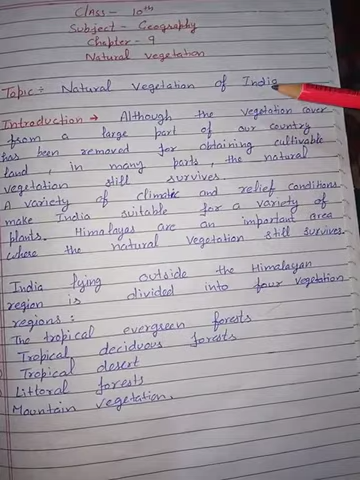 Class - 10th
Subject - Geography
Chapter - 9
Natural vegetation
Topic :- Natural vegetation of India
Introduction → Although the vegetation cover
from a large part of our country
has been removed for obtaining cultivable
land, in many parts, the natural
vegetation still survives.
A variety of climatic and relief conditions
make India suitable for a variety of
plants. Himalayas are an important area
where the natural vegetation still survives.
India lying outside the Himalayan
region is divided into four vegetation
regions :
The tropical evergreen forests
Tropical deciduous forests
Tropical desert
Littoral forests
Mountain vegetation.